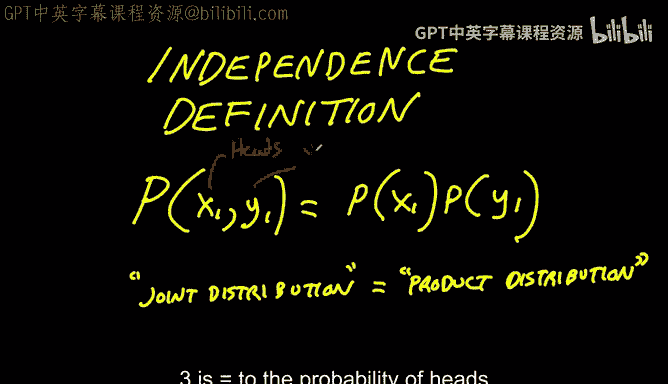 GPT中英字幕课程资源@bilibili.com
GPT中英字幕课程资源 bilibili
INDEPENDENCE
DEFINITION
Heads
P(x₁, y₁) = P(x₁)P(y₁)
"JOINT DISTRIBUTION" = "PRODUCT DISTRIBUTION"
3 is = to the probability of heads